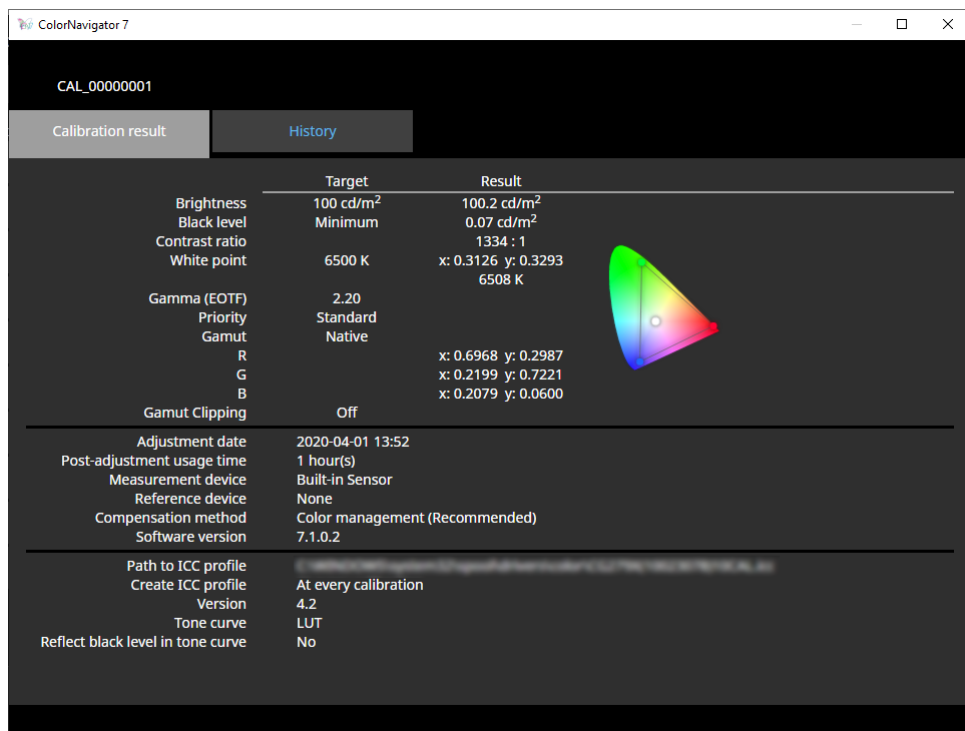 ColorNavigator 7
CAL_00000001
Calibration result History
Target Result
Brightness 100 cd/m² 100.2 cd/m²
Black level Minimum 0.07 cd/m²
Contrast ratio 1334 : 1
White point 6500 K x: 0.3126 y: 0.3293
6508 K
Gamma (EOTF) 2.20
Priority Standard
Gamut Native
R x: 0.6968 y: 0.2987
G x: 0.2199 y: 0.7221
B x: 0.2079 y: 0.0600
Gamut Clipping Off
Adjustment date 2020-04-01 13:52
Post-adjustment usage time 1 hour(s)
Measurement device Built-in Sensor
Reference device None
Compensation method Color management (Recommended)
Software version 7.1.0.2
Path to ICC profile
Create ICC profile At every calibration
Version 4.2
Tone curve LUT
Reflect black level in tone curve No